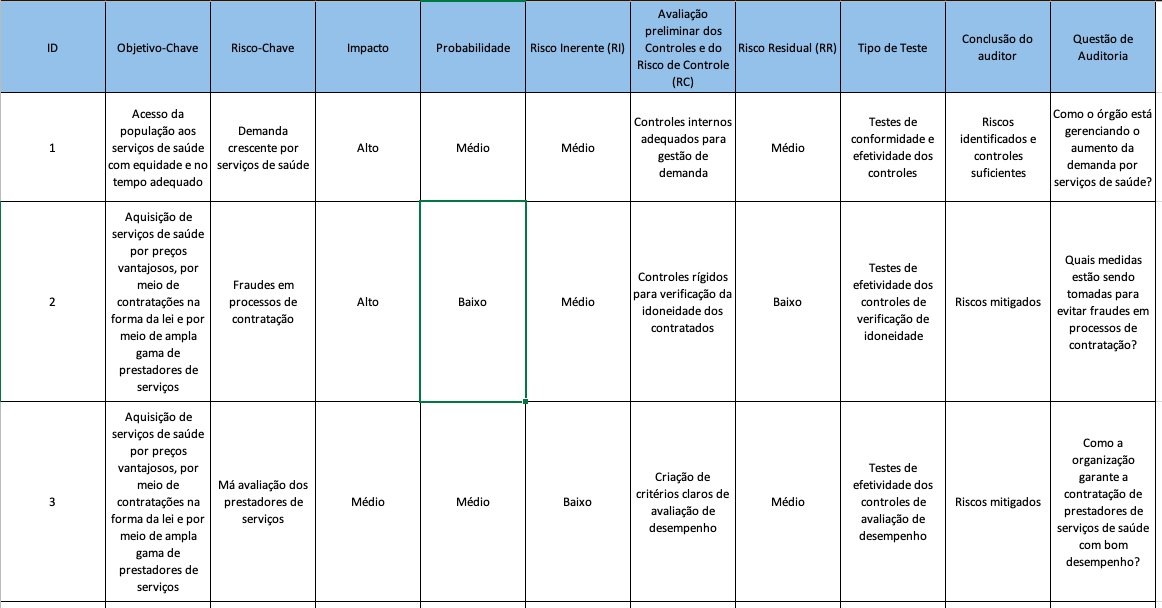 ID
Objetivo-Chave
Risco-Chave
Impacto
Probabilidade
Risco Inerente (RI)
Avaliação
preliminar dos
Controles e do
Risco de Controle
(RC)
Risco Residual (RR)
Tipo de Teste
Conclusão do
auditor
Questão de
Auditoria
1
Acesso da
população aos
serviços de saúde
com equidade e no
tempo adequado
Demanda
crescente por
serviços de saúde
Alto
Médio
Médio
Controles internos
adequados para
gestão de
demanda
Médio
Testes de
conformidade e
efetividade dos
controles
Riscos
identificados e
controles
suficientes
Como o órgão está
gerenciando o
aumento da
demanda por
serviços de saúde?
2
Aquisição de
serviços de saúde
por preços
vantajosos, por
meio de
contratações na
forma da lei e por
meio de ampla
gama de
prestadores de
serviços
Fraudes em
processos de
contratação
Alto
Baixo
Médio
Controles rígidos
para verificação da
idoneidade dos
contratados
Baixo
Testes de
efetividade dos
controles de
verificação de
idoneidade
Riscos mitigados
Quais medidas
estão sendo
tomadas para
evitar fraudes em
processos de
contratação?
3
Aquisição de
serviços de saúde
por preços
vantajosos, por
meio de
contratações na
forma da lei e por
meio de ampla
gama de
prestadores de
serviços
Má avaliação dos
prestadores de
serviços
Médio
Médio
Baixo
Criação de
critérios claros de
avaliação de
desempenho
Médio
Testes de
efetividade dos
controles de
avaliação de
desempenho
Riscos mitigados
Como a
organização
garante a
contratação de
prestadores de
serviços de saúde
com bom
desempenho?